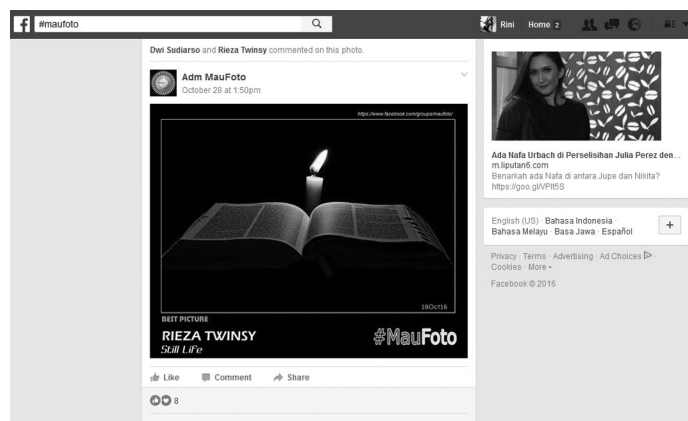 #maufoto
Rini
Home 2
Dwi Sudiarso and Rieza Twinsy commented on this photo.
Adm MauFoto
October 28 at 1:50pm
https://www.facebook.com/groups/maufoto/
19Oct16
BEST PICTURE
RIEZA TWINSY
Still Life
#MauFoto
Like Comment Share
8
Ada Nafa Urbach di Perselisihan Julia Perez den...
m.liputan6.com
Benarkah ada Nafa di antara Jupe dan Nikita?
https://goo.gl/VPIt5S
English (US) · Bahasa Indonesia ·
Bahasa Melayu · Basa Jawa · Español
Privacy · Terms · Advertising · Ad Choices ·
Cookies · More
Facebook © 2016